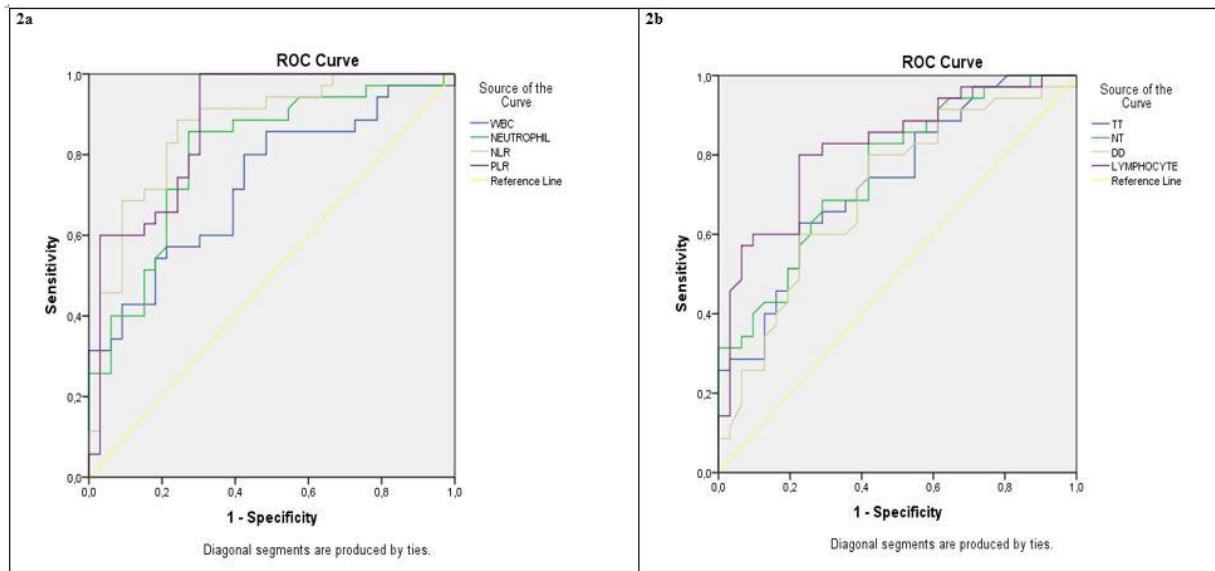 2a
ROC Curve
1,0
0,8
0,6
0,4
0,2
0,0
Sensitivity
0,0 0,2 0,4 0,6 0,8 1,0
1 - Specificity
Source of the
Curve
WBC
NEUTROPHIL
NLR
PLR
Reference Line
Diagonal segments are produced by ties.
2b
ROC Curve
1,0
0,8
0,6
0,4
0,2
0,0
Sensitivity
0,0 0,2 0,4 0,6 0,8 1,0
1 - Specificity
Source of the
Curve
TT
NT
DD
LYMPHOCYTE
Reference Line
Diagonal segments are produced by ties.